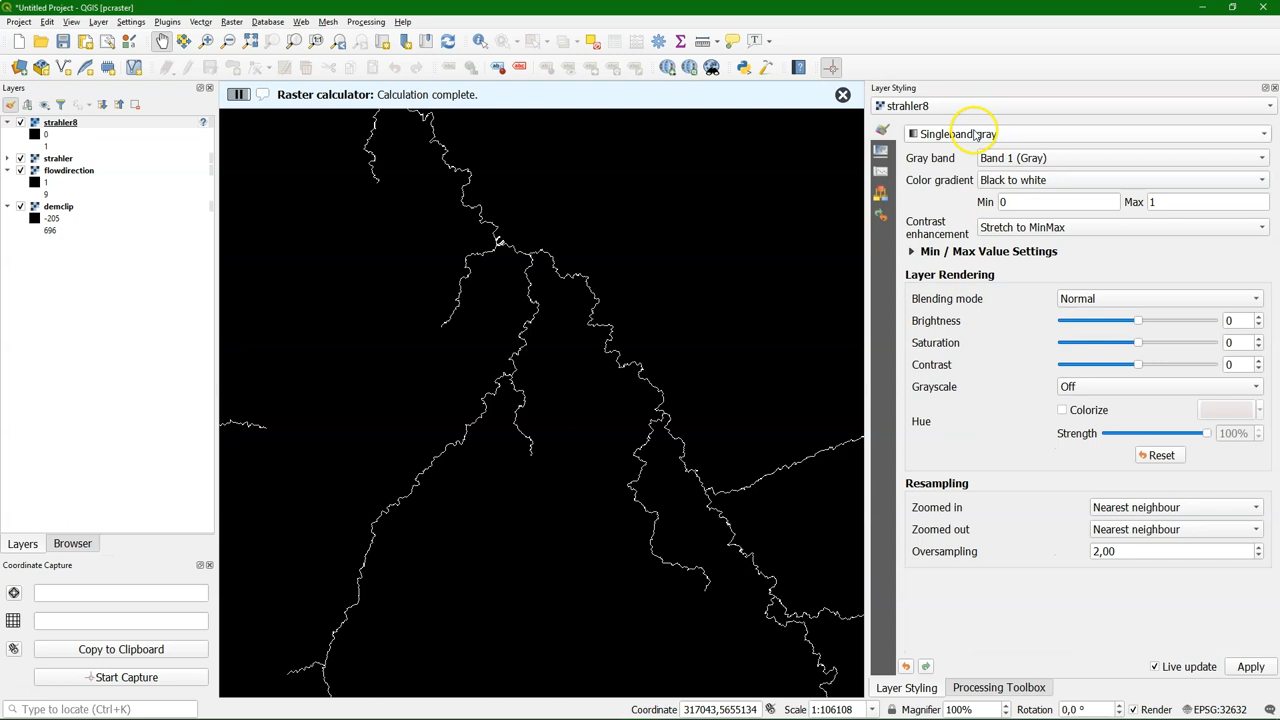 *Untitled Project - QGIS [pcraster]
Project Edit View Layer Settings Plugins Vector Raster Database Web Mesh Processing Help
Layers
Raster calculator: Calculation complete.
Layer Styling
strahler8
strahler8
0
1
strahler
flowdirection
1
9
demclip
-205
696
Singleband gray
Gray band Band 1 (Gray)
Color gradient Black to white
Min 0 Max 1
Contrast enhancement Stretch to MinMax
Min / Max Value Settings
Layer Rendering
Blending mode Normal
Brightness 0
Saturation 0
Contrast 0
Grayscale Off
Hue Colorize
Strength 100%
Reset
Resampling
Zoomed in Nearest neighbour
Zoomed out Nearest neighbour
Oversampling 2,00
Layers Browser
Coordinate Capture
Copy to Clipboard
Start Capture
Live update Apply
Layer Styling Processing Toolbox
Type to locate (Ctrl+K) Coordinate 317043,5655134 Scale 1:106108 Magnifier 100% Rotation 0,0 ° Render EPSG:32632